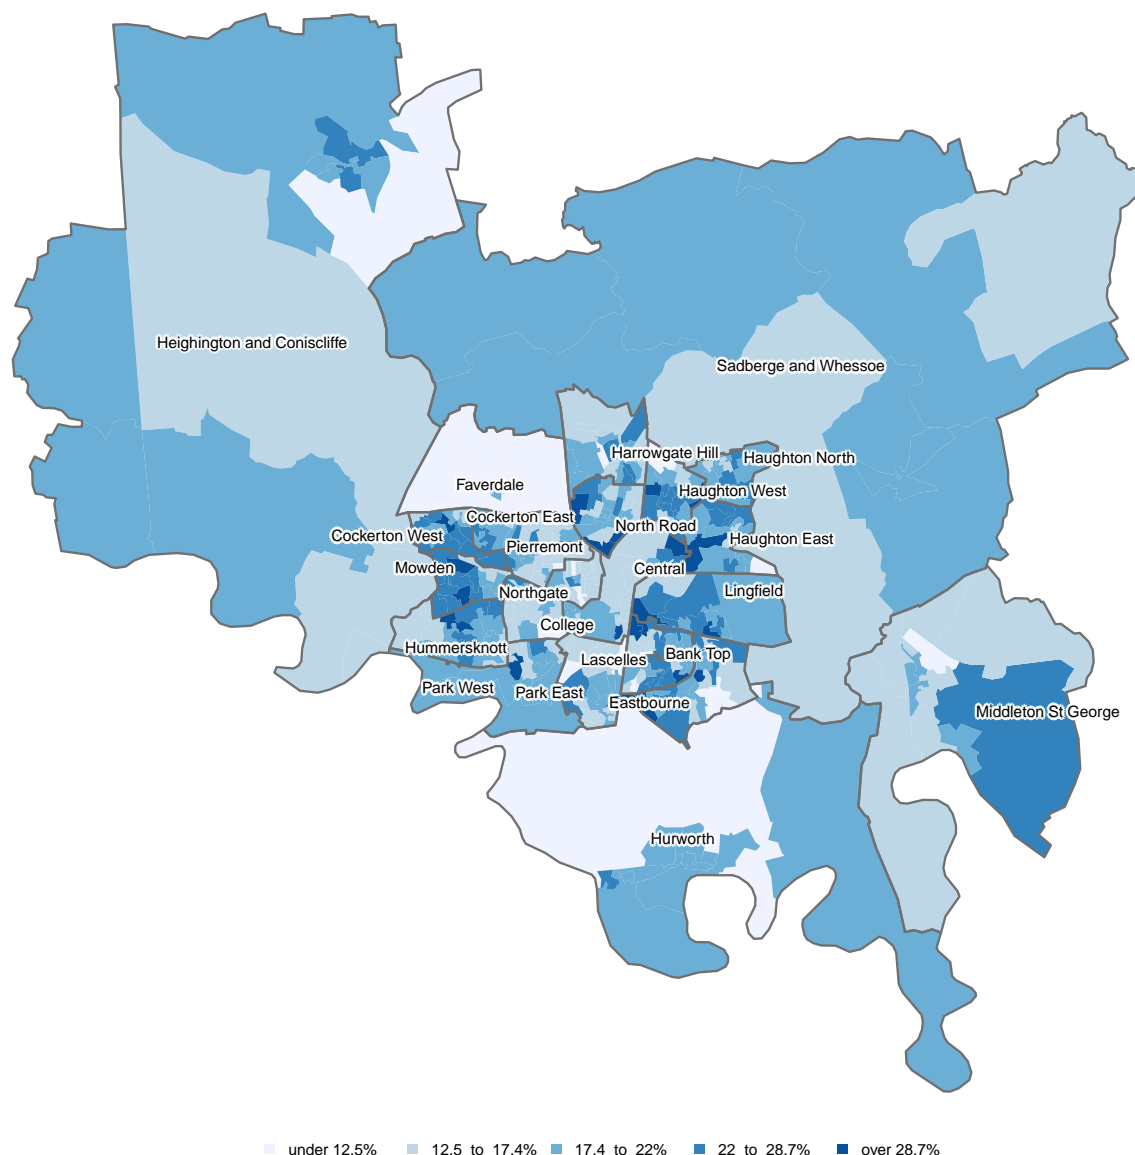 Heighington and Coniscliffe
Sadberge and Whessoe
Harrowgate Hill
Haughton North
Faverdale
Haughton West
Cockerton East
North Road
Cockerton West
Haughton East
Pierremont
Mowden
Central
Northgate
Lingfield
College
Hummersknott
Bank Top
Lascelles
Park West
Park East
Eastbourne
Middleton St George
Hurworth
under 12.5% 12.5 to 17.4% 17.4 to 22% 22 to 28.7% over 28.7%